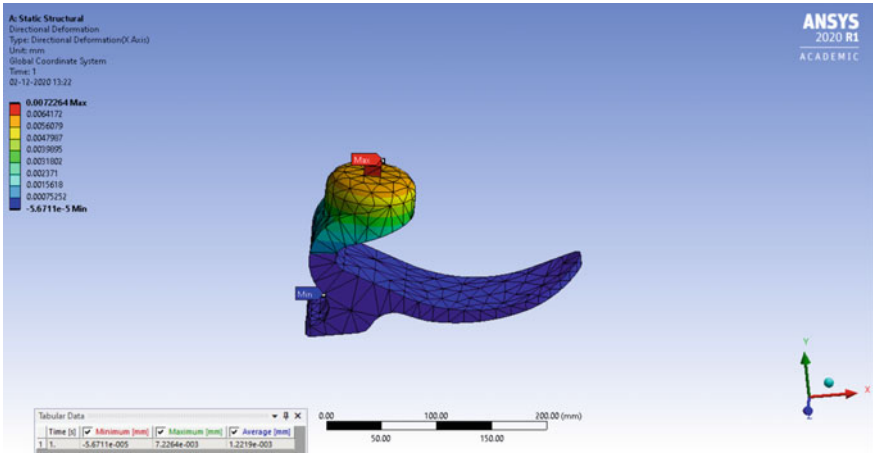 A: Static Structural
Directional Deformation
Type: Directional Deformation(X Axis)
Unit: mm
Global Coordinate System
Time: 1
02-12-2020 13:22
ANSYS
2020 R1
ACADEMIC
0.0072264 Max
0.0064172
0.0056079
0.0047987
0.0039895
0.0031802
0.002371
0.0015618
0.00075252
-5.6711e-5 Min
Max
Min
Y
X
Z
0.00 100.00 200.00 (mm)
50.00 150.00
Tabular Data
Time [s] Minimum [mm] Maximum [mm] Average [mm]
1 1. -5.6711e-005 7.2264e-003 1.2219e-003